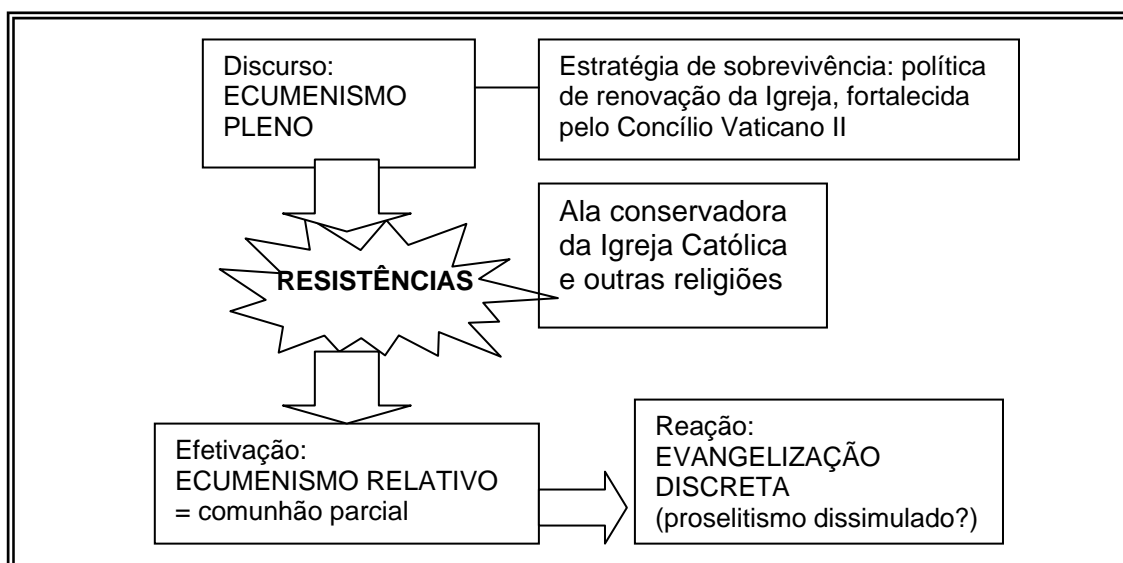 Discurso:
ECUMENISMO
PLENO
Estratégia de sobrevivência: política
de renovação da Igreja, fortalecida
pelo Concílio Vaticano II
RESISTÊNCIAS
Ala conservadora
da Igreja Católica
e outras religiões
Efetivação:
ECUMENISMO RELATIVO
= comunhão parcial
Reação:
EVANGELIZAÇÃO
DISCRETA
(proselitismo dissimulado?)